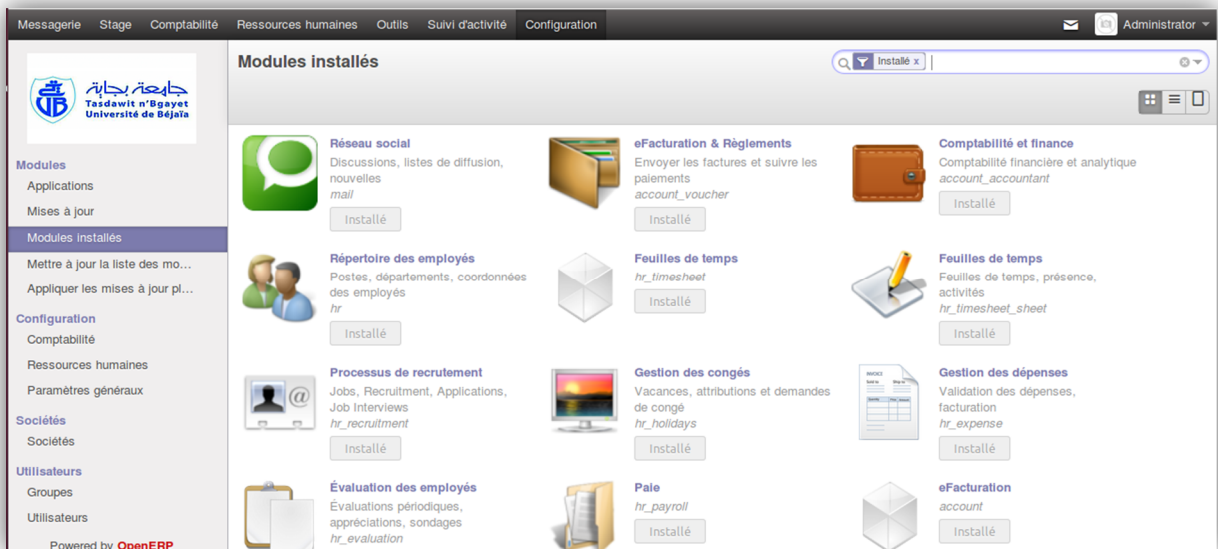 Messagerie Stage Comptabilité Ressources humaines Outils Suivi d'activité Configuration Administrator
جامعة بجاية
Tasdawit n'Bgayet
Université de Béjaïa
Modules
Applications
Mises à jour
Modules installés
Mettre à jour la liste des mo...
Appliquer les mises à jour pl...
Configuration
Comptabilité
Ressources humaines
Paramètres généraux
Sociétés
Sociétés
Utilisateurs
Groupes
Utilisateurs
Powered by OpenERP
Modules installés
Installé x
Réseau social
Discussions, listes de diffusion,
nouvelles
mail
Installé
eFacturation & Règlements
Envoyer les factures et suivre les
paiements
account_voucher
Installé
Comptabilité et finance
Comptabilité financière et analytique
account_accountant
Installé
Répertoire des employés
Postes, départements, coordonnées
des employés
hr
Installé
Feuilles de temps
hr_timesheet
Installé
Feuilles de temps
Feuilles de temps, présence,
activités
hr_timesheet_sheet
Installé
Processus de recrutement
Jobs, Recruitment, Applications,
Job Interviews
hr_recruitment
Installé
Gestion des congés
Vacances, attributions et demandes
de congé
hr_holidays
Installé
INVOICE
Gestion des dépenses
Validation des dépenses,
facturation
hr_expense
Installé
Évaluation des employés
Évaluations périodiques,
appréciations, sondages
hr_evaluation
Paie
hr_payroll
Installé
eFacturation
account
Installé